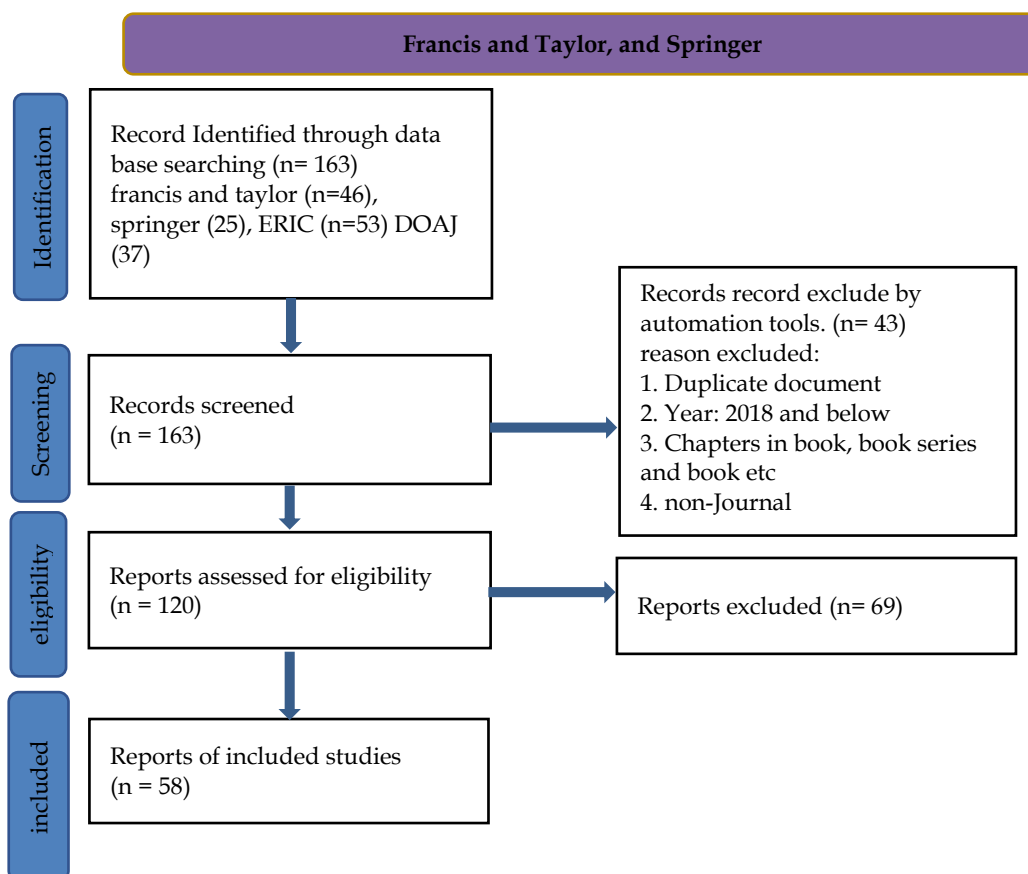 Francis and Taylor, and Springer
Identification
Record Identified through data
base searching (n= 163)
francis and taylor (n=46),
springer (25), ERIC (n=53) DOAJ
(37)
Records record exclude by
automation tools. (n= 43)
reason excluded:
1. Duplicate document
2. Year: 2018 and below
3. Chapters in book, book series
and book etc
4. non-Journal
Screening
Records screened
(n = 163)
eligibility
Reports assessed for eligibility
(n = 120)
Reports excluded (n= 69)
included
Reports of included studies
(n = 58)